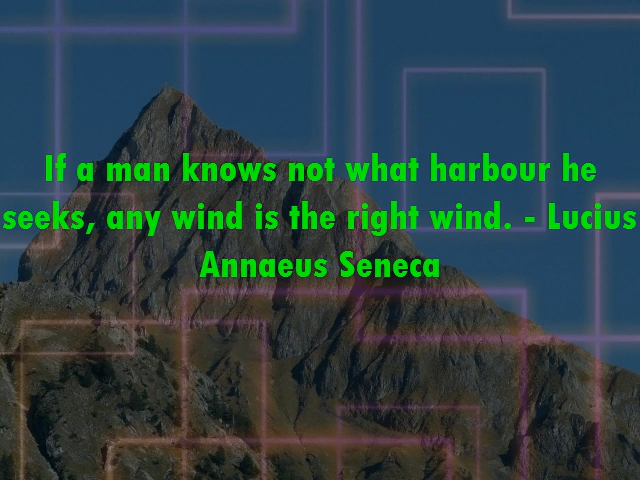 If a man knows not what harbour he
seeks, any wind is the right wind. - Lucius
Annaeus Seneca